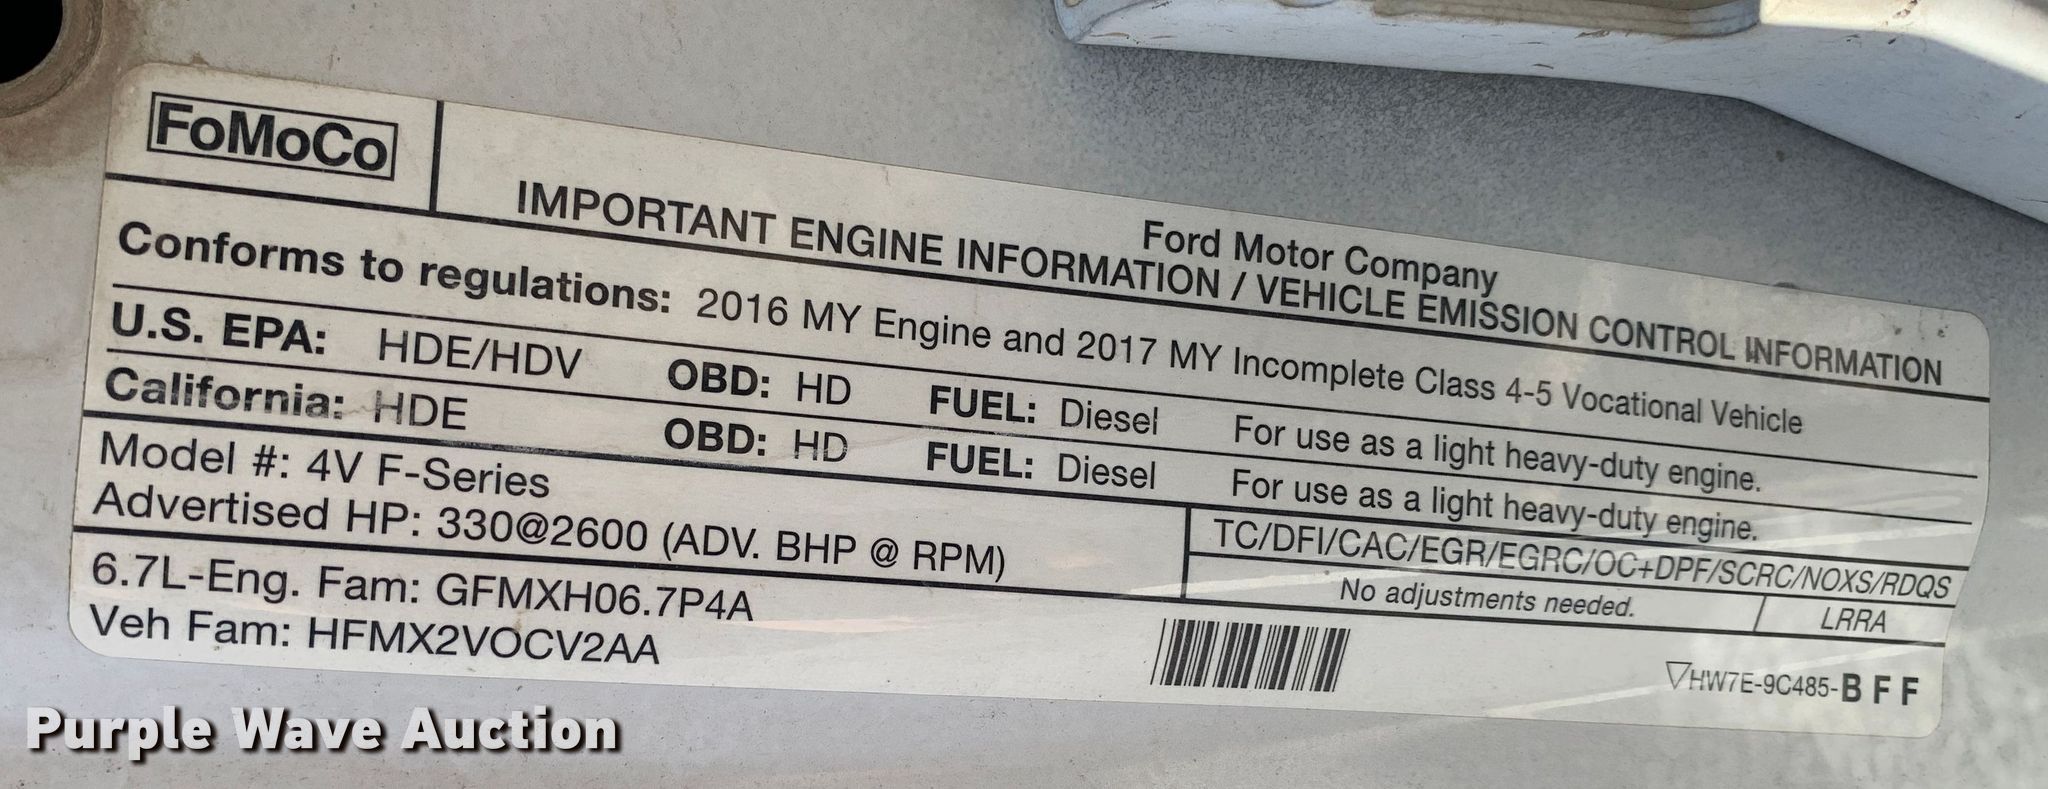 FoMoCo
Ford Motor Company
IMPORTANT ENGINE INFORMATION / VEHICLE EMISSION CONTROL INFORMATION
Conforms to regulations: 2016 MY Engine and 2017 MY Incomplete Class 4-5 Vocational Vehicle
U.S. EPA: HDE/HDV OBD: HD FUEL: Diesel For use as a light heavy-duty engine.
California: HDE OBD: HD FUEL: Diesel For use as a light heavy-duty engine.
Model #: 4V F-Series
Advertised HP: 330@2600 (ADV. BHP @ RPM)
TC/DFI/CAC/EGR/EGRC/OC+DPF/SCRC/NOXS/RDQS
No adjustments needed. LRRA
6.7L-Eng. Fam: GFMXH06.7P4A
Veh Fam: HFMX2VOCV2AA
HW7E-9C485-BFF
Purple Wave Auction